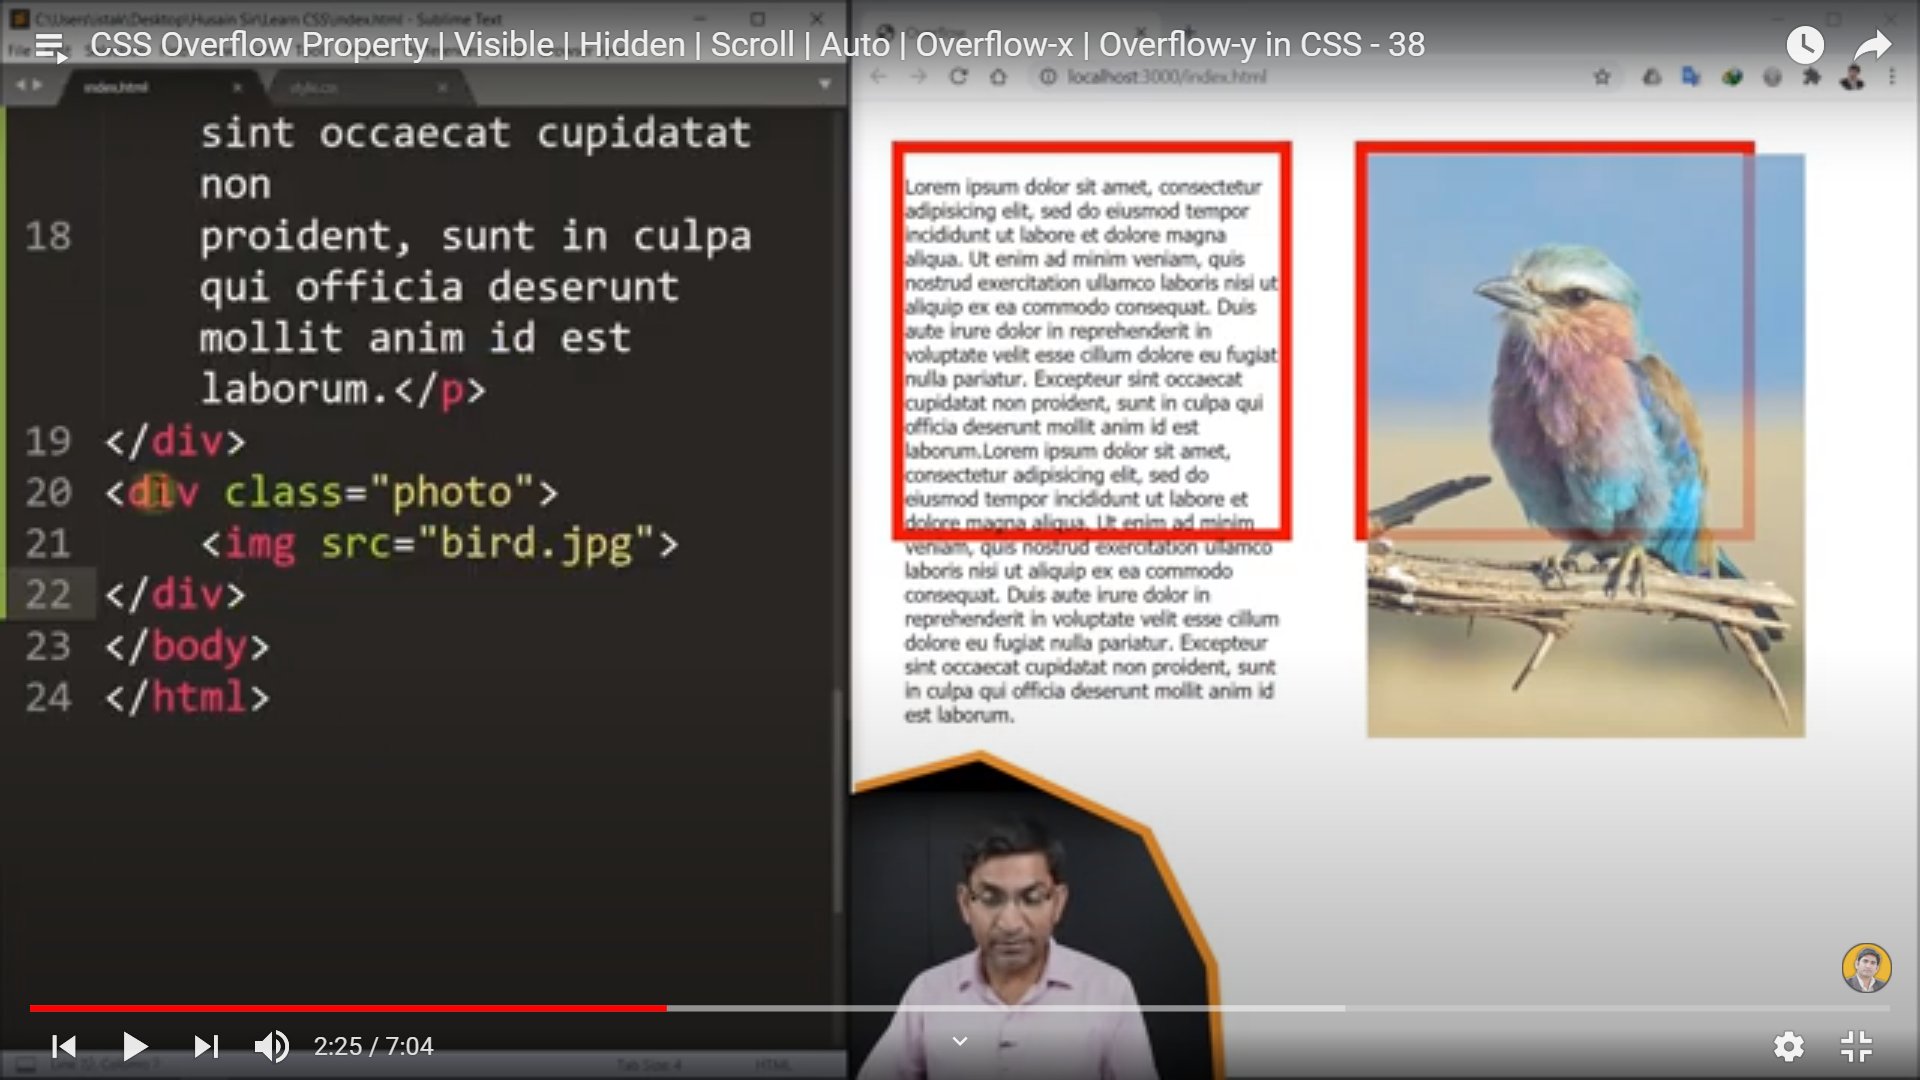 C:\Users\istak\Desktop\Husain Sir\Learn CSS\index.html - Sublime Text
CSS Overflow Property | Visible | Hidden | Scroll | Auto | Overflow-x | Overflow-y in CSS - 38
index.html
style.css
localhost:3000/index.html
sint occaecat cupidatat
non
18 proident, sunt in culpa
qui officia deserunt
mollit anim id est
laborum.</p>
19 </div>
20 <div class="photo">
21 <img src="bird.jpg">
22 </div>
23 </body>
24 </html>
Lorem ipsum dolor sit amet, consectetur
adipisicing elit, sed do eiusmod tempor
incididunt ut labore et dolore magna
aliqua. Ut enim ad minim veniam, quis
nostrud exercitation ullamco laboris nisi ut
aliquip ex ea commodo consequat. Duis
aute irure dolor in reprehenderit in
voluptate velit esse cillum dolore eu fugiat
nulla pariatur. Excepteur sint occaecat
cupidatat non proident, sunt in culpa qui
officia deserunt mollit anim id est
laborum.Lorem ipsum dolor sit amet,
consectetur adipisicing elit, sed do
eiusmod tempor incididunt ut labore et
dolore magna aliqua. Ut enim ad minim
veniam, quis nostrud exercitation ullamco
laboris nisi ut aliquip ex ea commodo
consequat. Duis aute irure dolor in
reprehenderit in voluptate velit esse cillum
dolore eu fugiat nulla pariatur. Excepteur
sint occaecat cupidatat non proident, sunt
in culpa qui officia deserunt mollit anim id
est laborum.
2:25 / 7:04
Line 22, Column 7
Tab Size: 4
HTML